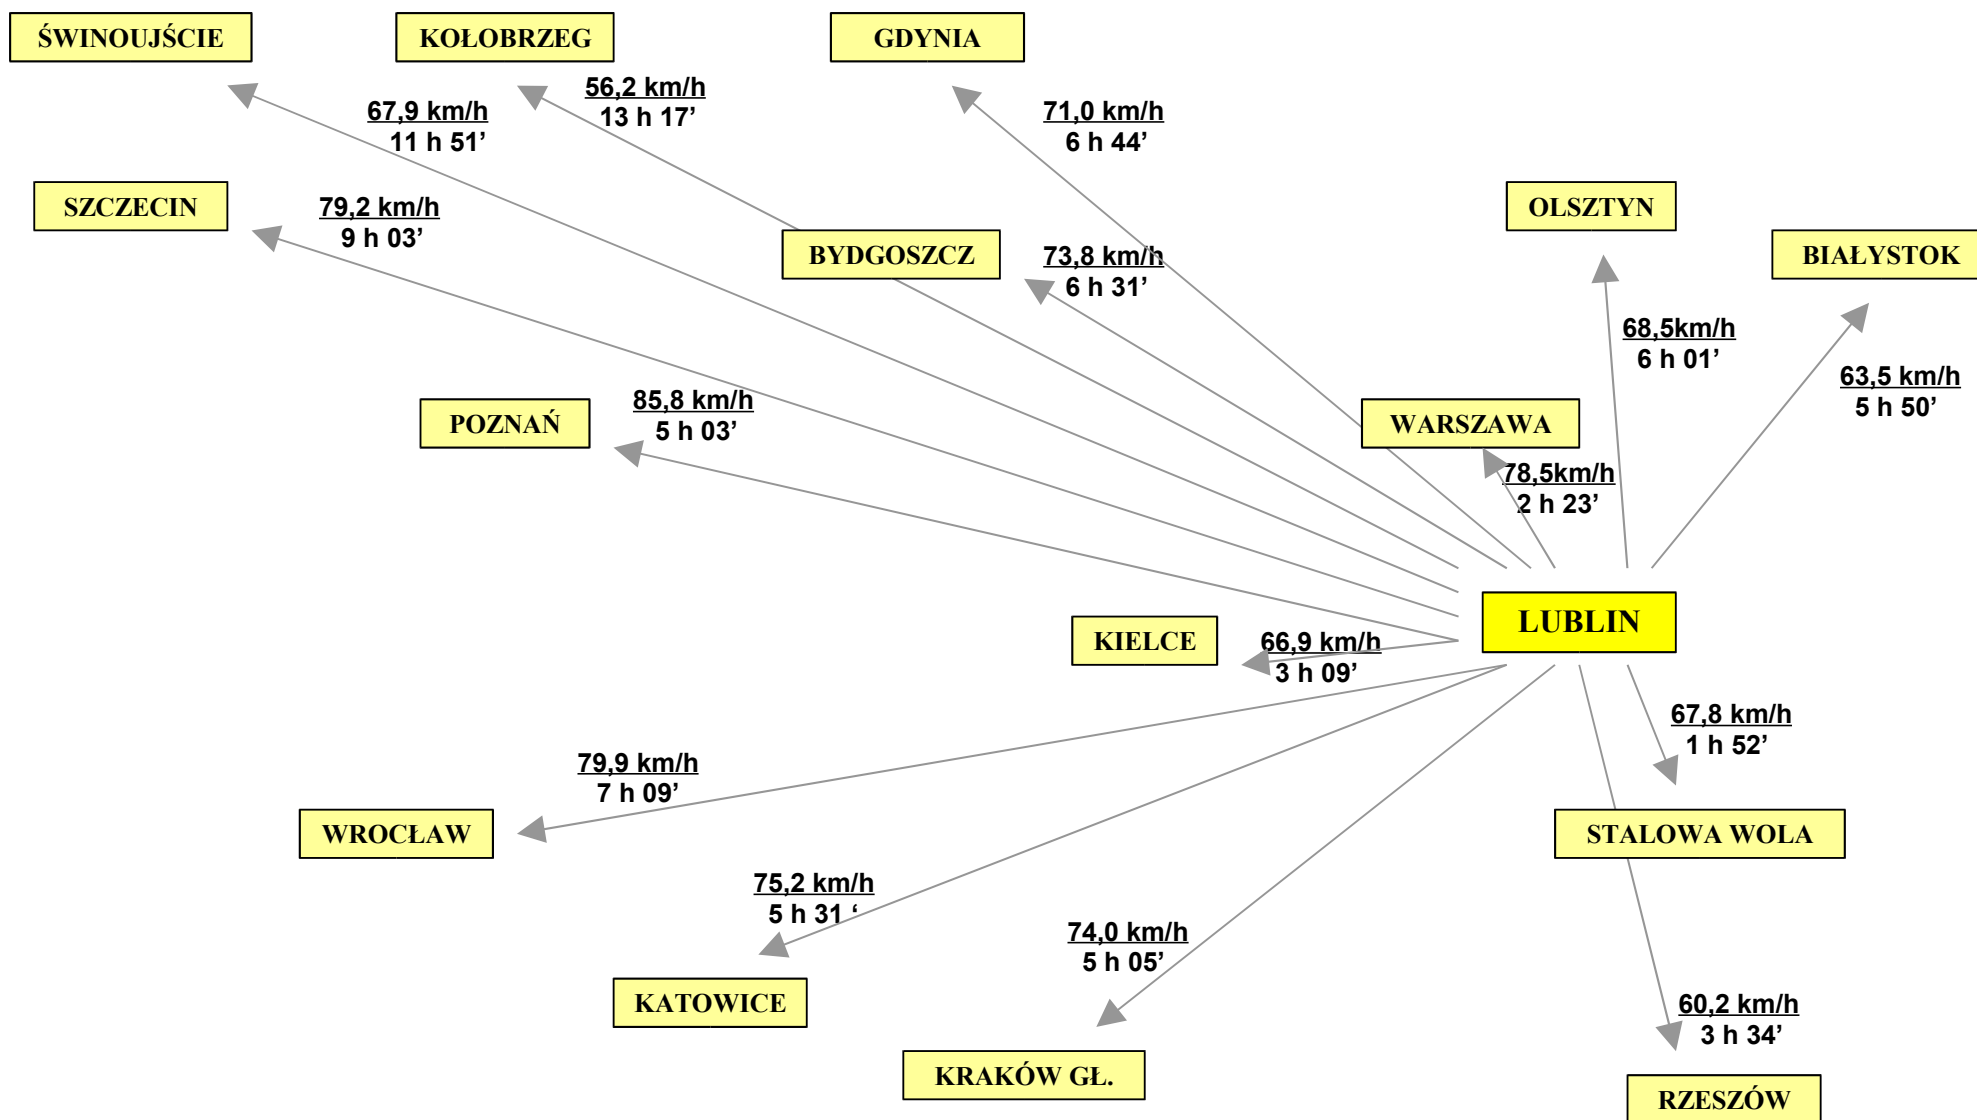 ŚWINOUJŚCIE
KOŁOBRZEG
GDYNIA
56,2 km/h
13 h 17’
67,9 km/h
11 h 51’
71,0 km/h
6 h 44’
SZCZECIN
79,2 km/h
9 h 03’
OLSZTYN
BYDGOSZCZ
73,8 km/h
6 h 31’
BIAŁYSTOK
68,5km/h
6 h 01’
63,5 km/h
5 h 50’
POZNAŃ
85,8 km/h
5 h 03’
WARSZAWA
78,5km/h
2 h 23’
LUBLIN
KIELCE
66,9 km/h
3 h 09’
67,8 km/h
1 h 52’
79,9 km/h
7 h 09’
WROCŁAW
STALOWA WOLA
75,2 km/h
5 h 31 ‘
74,0 km/h
5 h 05’
KATOWICE
60,2 km/h
3 h 34’
KRAKÓW GŁ.
RZESZÓW